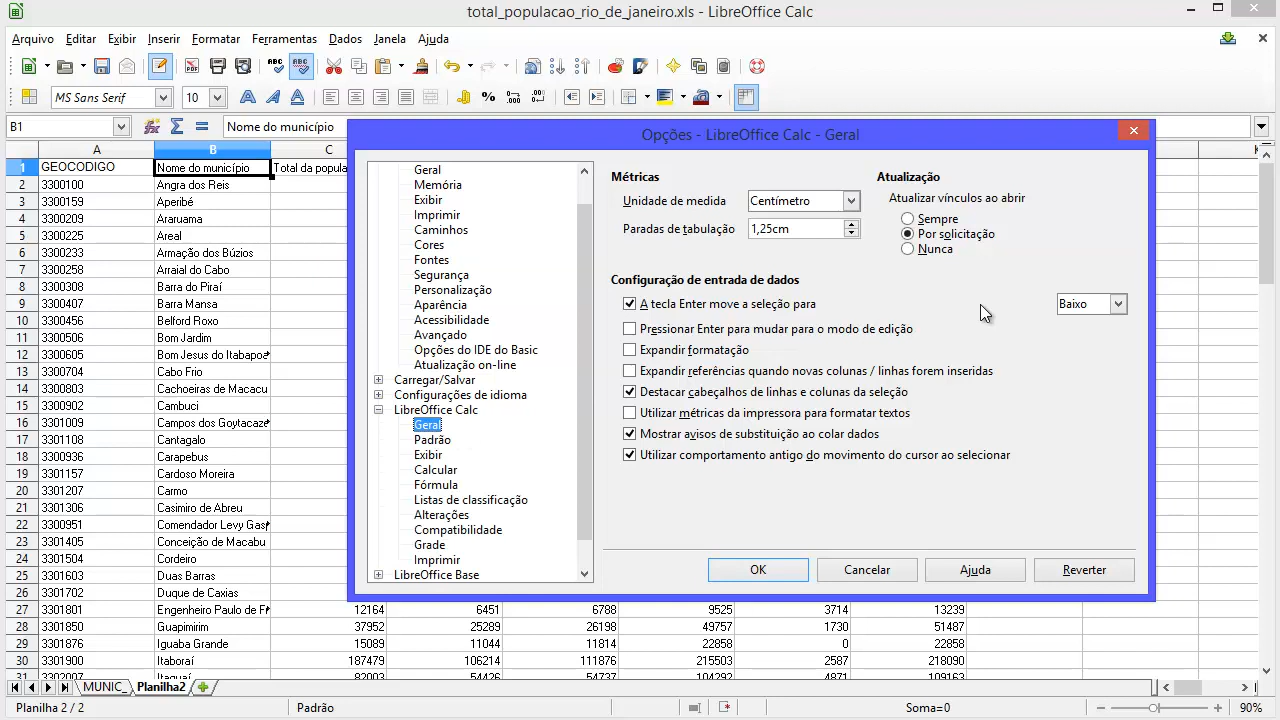 total_populacao_rio_de_janeiro.xls - LibreOffice Calc
Arquivo Editar Exibir Inserir Formatar Ferramentas Dados Janela Ajuda
MS Sans Serif 10
B1 Nome do município
Opções - LibreOffice Calc - Geral
A B C
1 GEOCODIGO Nome do município Total da popula
2 3300100 Angra dos Reis
3 3300159 Aperibé
4 3300209 Araruama
5 3300225 Areal
6 3300233 Armação dos Búzios
7 3300258 Arraial do Cabo
8 3300308 Barra do Piraí
9 3300407 Barra Mansa
10 3300456 Belford Roxo
11 3300506 Bom Jardim
12 3300605 Bom Jesus do Itabapoa
13 3300704 Cabo Frio
14 3300803 Cachoeiras de Macacu
15 3300902 Cambuci
16 3301009 Campos dos Goytacaze
17 3301108 Cantagalo
18 3300936 Carapebus
19 3301157 Cardoso Moreira
20 3301207 Carmo
21 3301306 Casimiro de Abreu
22 3300951 Comendador Levy Gasp
23 3301405 Conceição de Macabu
24 3301504 Cordeiro
25 3301603 Duas Barras
26 3301702 Duque de Caxias
27 3301801 Engenheiro Paulo de F 12164 6451 6788 9525 3714 13239
28 3301850 Guapimirim 37952 25289 26198 49757 1730 51487
29 3301876 Iguaba Grande 15089 11044 11814 22858 0 22858
30 3301900 Itaboraí 187479 106214 111876 215503 2587 218090
31 3302007 Itaguaí 82003 54426 54737 104292 4871 109163
Geral
Memória
Exibir
Imprimir
Caminhos
Cores
Fontes
Segurança
Personalização
Aparência
Acessibilidade
Avançado
Opções do IDE do Basic
Atualização on-line
Carregar/Salvar
Configurações de idioma
LibreOffice Calc
Geral
Padrão
Exibir
Calcular
Fórmula
Listas de classificação
Alterações
Compatibilidade
Grade
Imprimir
LibreOffice Base
Métricas
Unidade de medida Centímetro
Paradas de tabulação 1,25cm
Atualização
Atualizar vínculos ao abrir
Sempre
Por solicitação
Nunca
Configuração de entrada de dados
A tecla Enter move a seleção para Baixo
Pressionar Enter para mudar para o modo de edição
Expandir formatação
Expandir referências quando novas colunas / linhas forem inseridas
Destacar cabeçalhos de linhas e colunas da seleção
Utilizar métricas da impressora para formatar textos
Mostrar avisos de substituição ao colar dados
Utilizar comportamento antigo do movimento do cursor ao selecionar
OK Cancelar Ajuda Reverter
MUNIC_ Planilha2
Planilha 2 / 2 Padrão Soma=0 90%